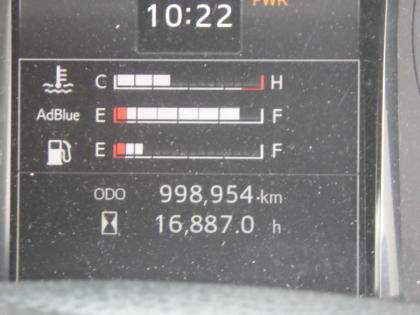 PWR
10:22
C H
AdBlue E F
E F
ODO 998,954 km
16,887.0 h